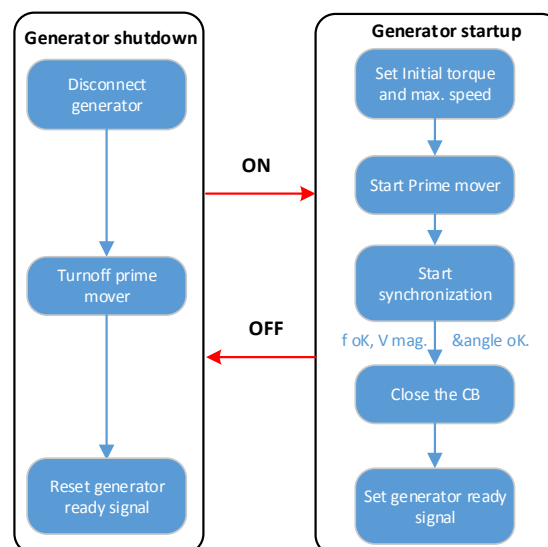 Generator shutdown
Disconnect
generator
Turnoff prime
mover
Reset generator
ready signal
ON
OFF
Generator startup
Set Initial torque
and max. speed
Start Prime mover
Start
synchronization
f oK, V mag. &angle oK.
Close the CB
Set generator ready
signal